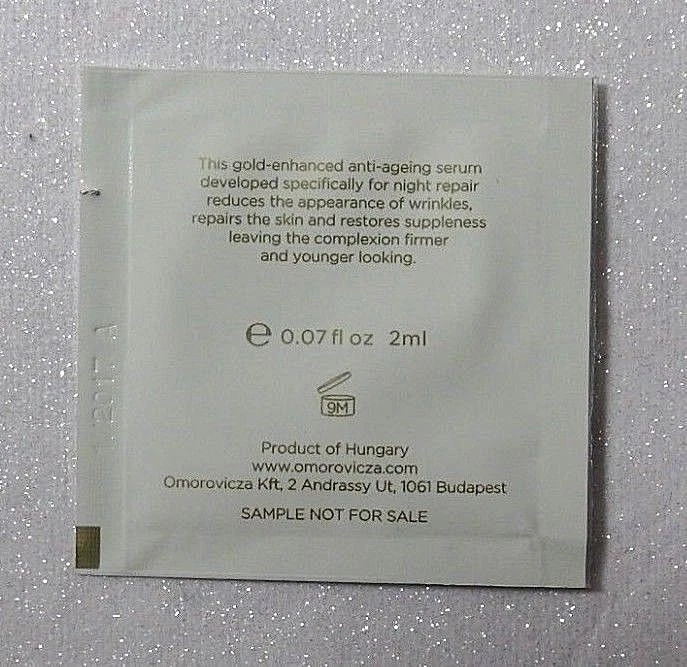 This gold-enhanced anti-ageing serum
developed specifically for night repair
reduces the appearance of wrinkles,
repairs the skin and restores suppleness
leaving the complexion firmer
and younger looking.
℮ 0.07 fl oz 2ml
9M
Product of Hungary
www.omorovicza.com
Omorovicza Kft, 2 Andrassy Ut, 1061 Budapest
SAMPLE NOT FOR SALE
2017 A